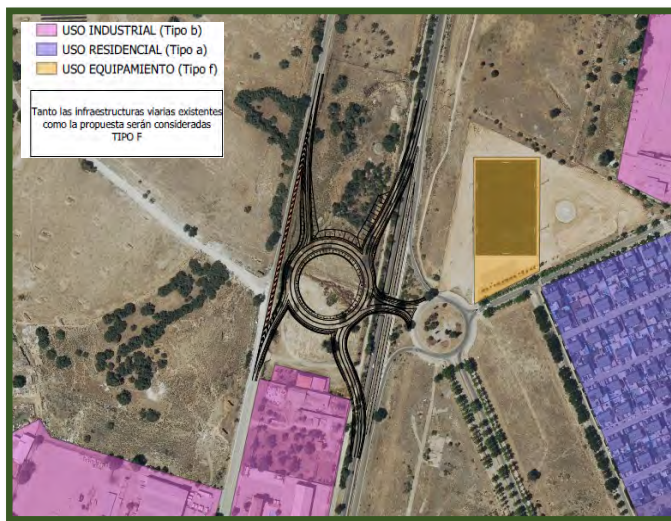 USO INDUSTRIAL (Tipo b)
USO RESIDENCIAL (Tipo a)
USO EQUIPAMIENTO (Tipo f)
Tanto las infraestructuras viarias existentes
como la propuesta serán consideradas
TIPO F